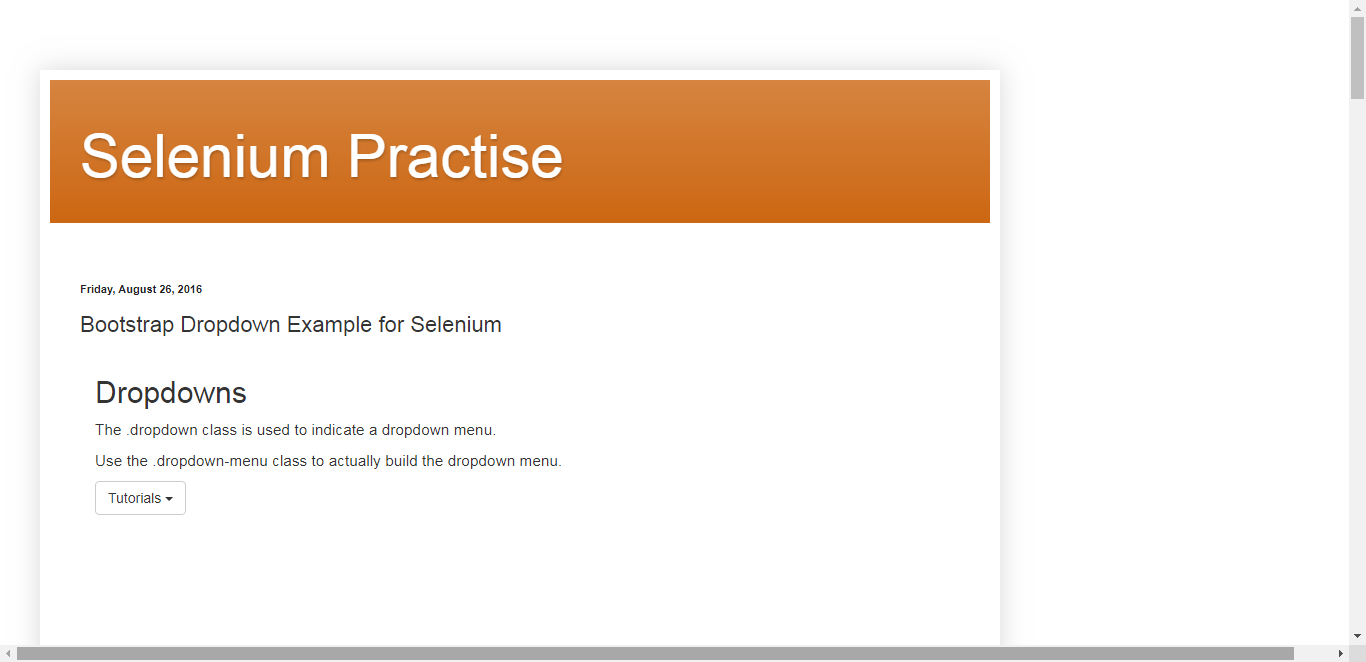 Selenium Practise
Friday, August 26, 2016
Bootstrap Dropdown Example for Selenium
Dropdowns
The .dropdown class is used to indicate a dropdown menu.
Use the .dropdown-menu class to actually build the dropdown menu.
Tutorials